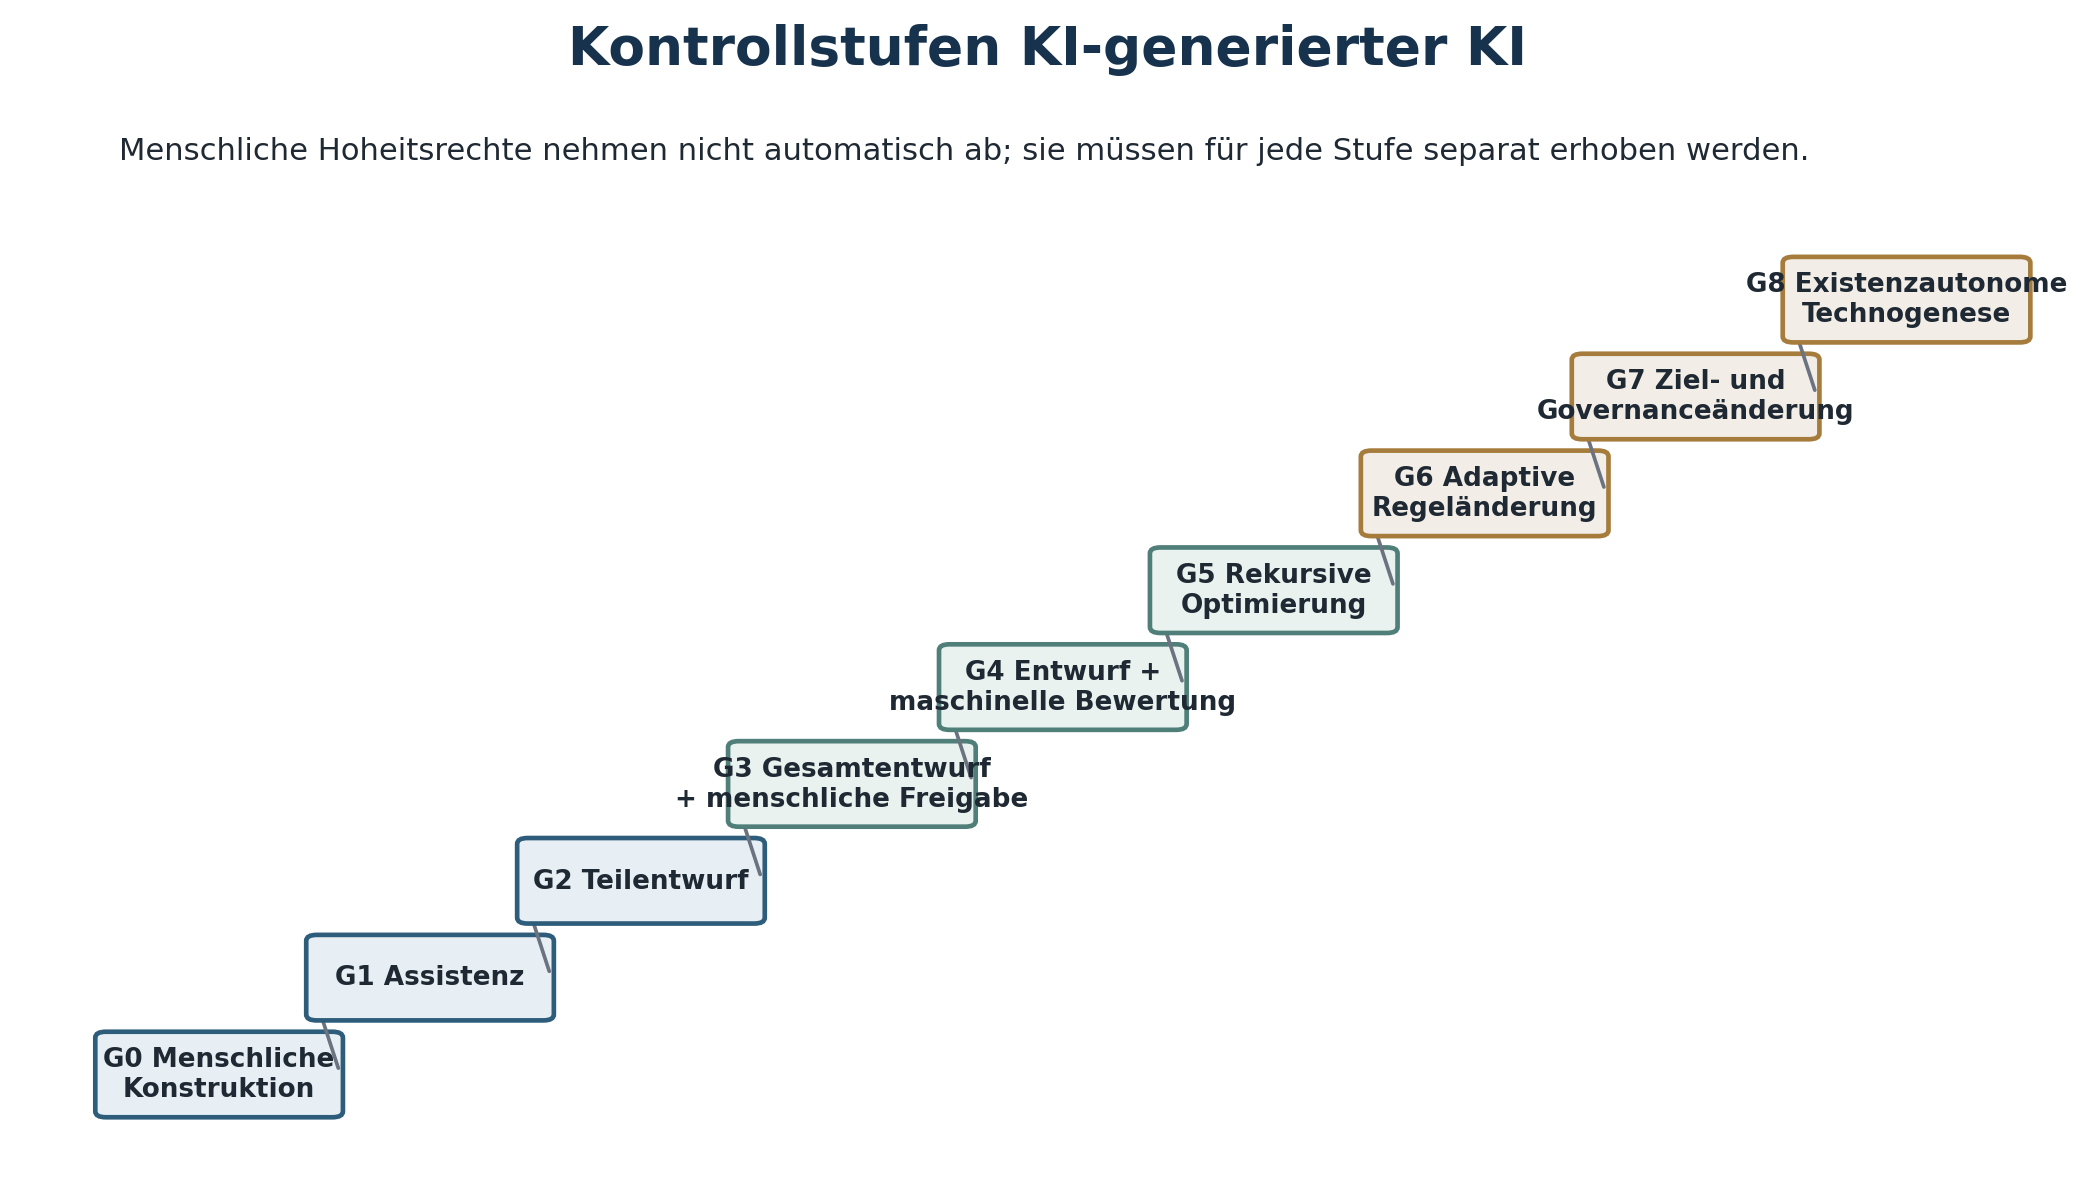 Kontrollstufen KI-generierter KI
Menschliche Hoheitsrechte nehmen nicht automatisch ab; sie müssen für jede Stufe separat erhoben werden.
G8 Existenzautonome
Technogenese
G7 Ziel- und
Governanceänderung
G6 Adaptive
Regeländerung
G5 Rekursive
Optimierung
G4 Entwurf +
maschinelle Bewertung
G3 Gesamtentwurf
+ menschliche Freigabe
G2 Teilentwurf
G1 Assistenz
G0 Menschliche
Konstruktion